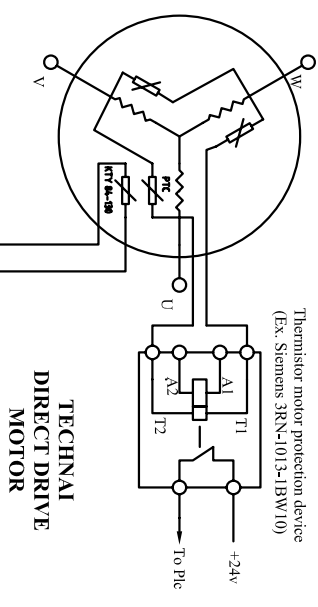 Thermistor motor protection device
(Ex. Siemens 3RN-1013-1BW10)
W
V
U
PTC
KTY 84-130
A1
A2
T1
T2
+24v
To Plc
TECHNAI
DIRECT DRIVE
MOTOR